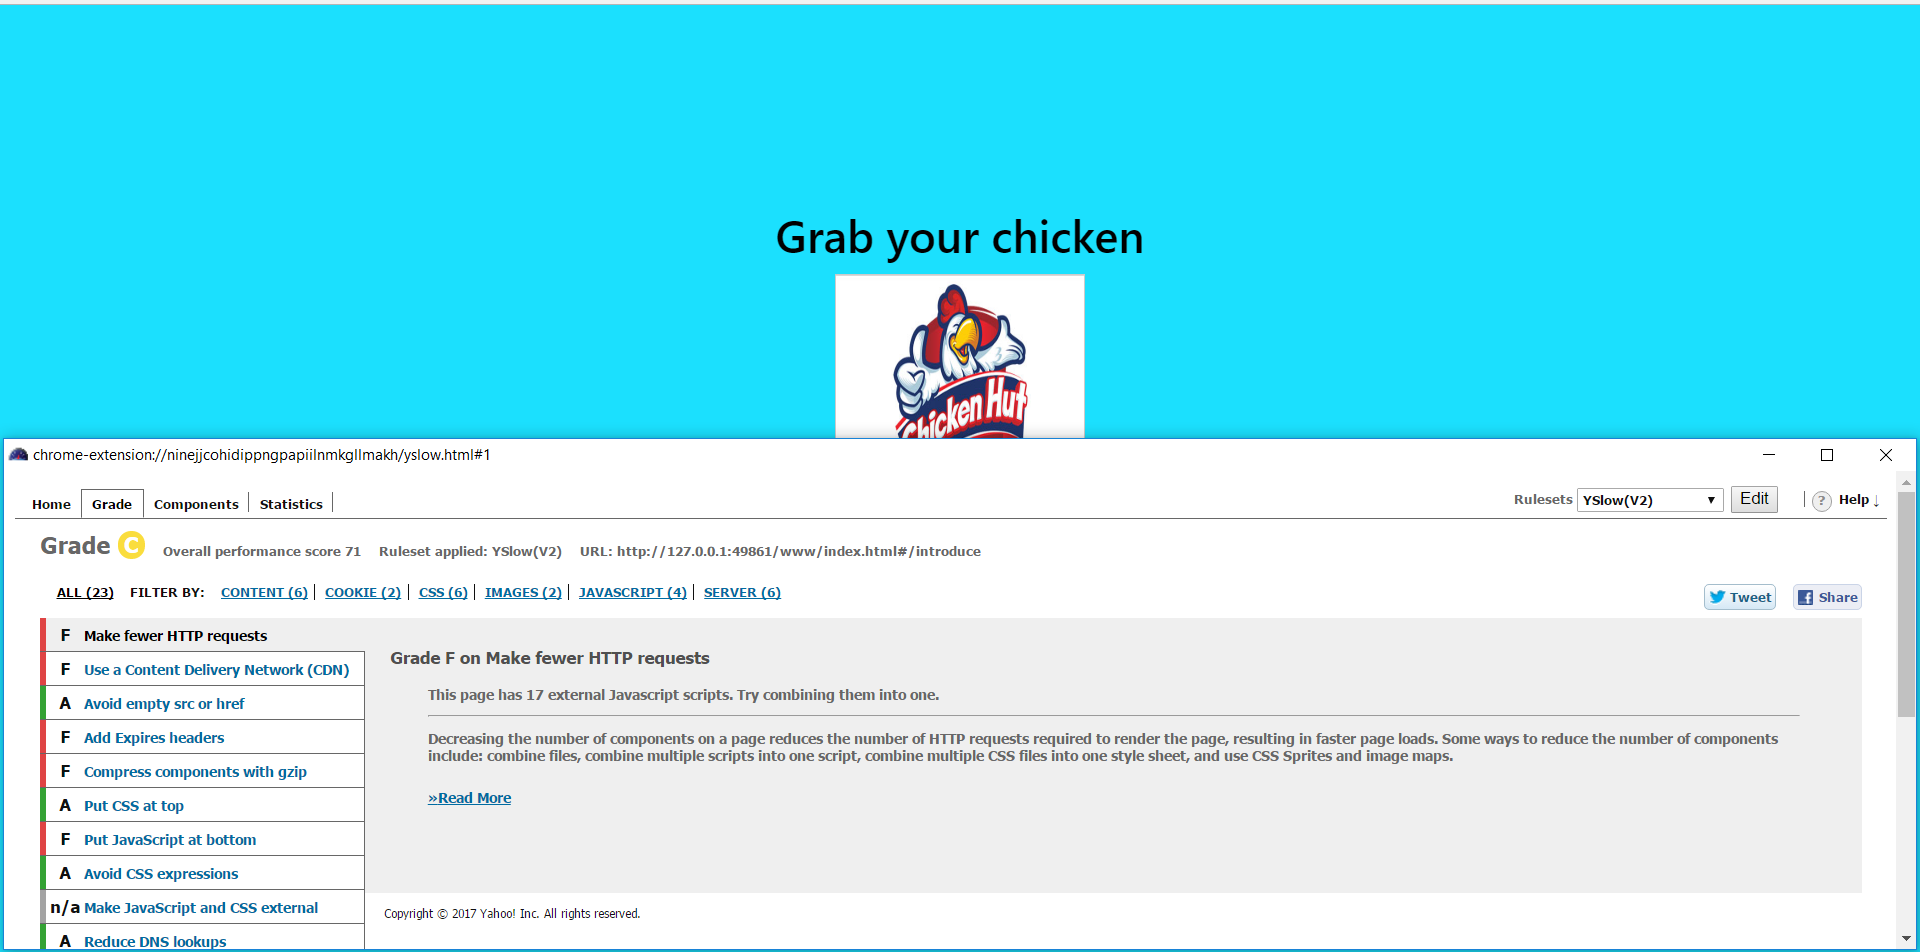 Grab your chicken
Chicken Hut
chrome-extension://ninejjcohidippngpapiilnmkgllmakh/yslow.html#1
Home Grade Components Statistics Rulesets YSlow(V2) Edit ? Help ↓
Grade C Overall performance score 71 Ruleset applied: YSlow(V2) URL: http://127.0.0.1:49861/www/index.html#/introduce
ALL (23) FILTER BY: CONTENT (6) COOKIE (2) CSS (6) IMAGES (2) JAVASCRIPT (4) SERVER (6)
Tweet Share
F Make fewer HTTP requests
F Use a Content Delivery Network (CDN)
A Avoid empty src or href
F Add Expires headers
F Compress components with gzip
A Put CSS at top
F Put JavaScript at bottom
A Avoid CSS expressions
n/a Make JavaScript and CSS external
A Reduce DNS lookups
Grade F on Make fewer HTTP requests
This page has 17 external Javascript scripts. Try combining them into one.
Decreasing the number of components on a page reduces the number of HTTP requests required to render the page, resulting in faster page loads. Some ways to reduce the number of components
include: combine files, combine multiple scripts into one script, combine multiple CSS files into one style sheet, and use CSS Sprites and image maps.
»Read More
Copyright © 2017 Yahoo! Inc. All rights reserved.